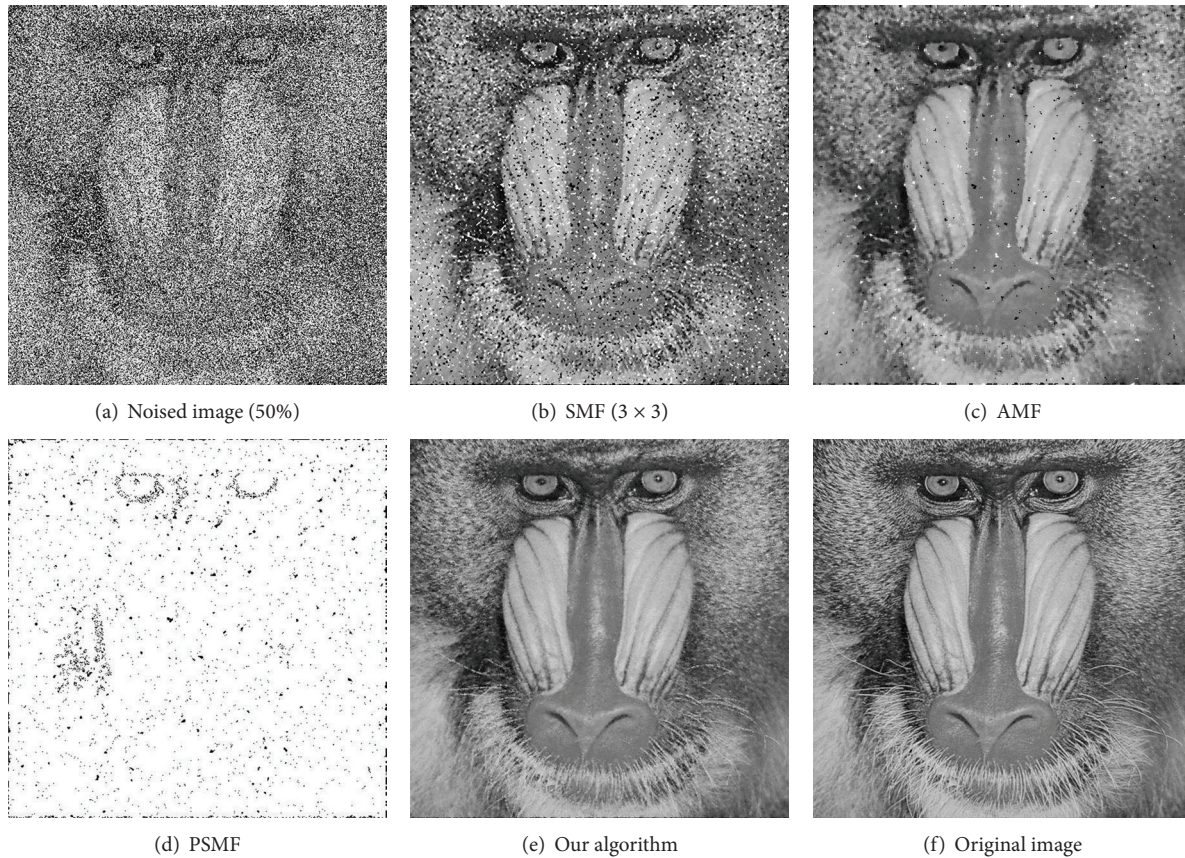 (a) Noised image (50%)
(b) SMF (3 × 3)
(c) AMF
(d) PSMF
(e) Our algorithm
(f) Original image